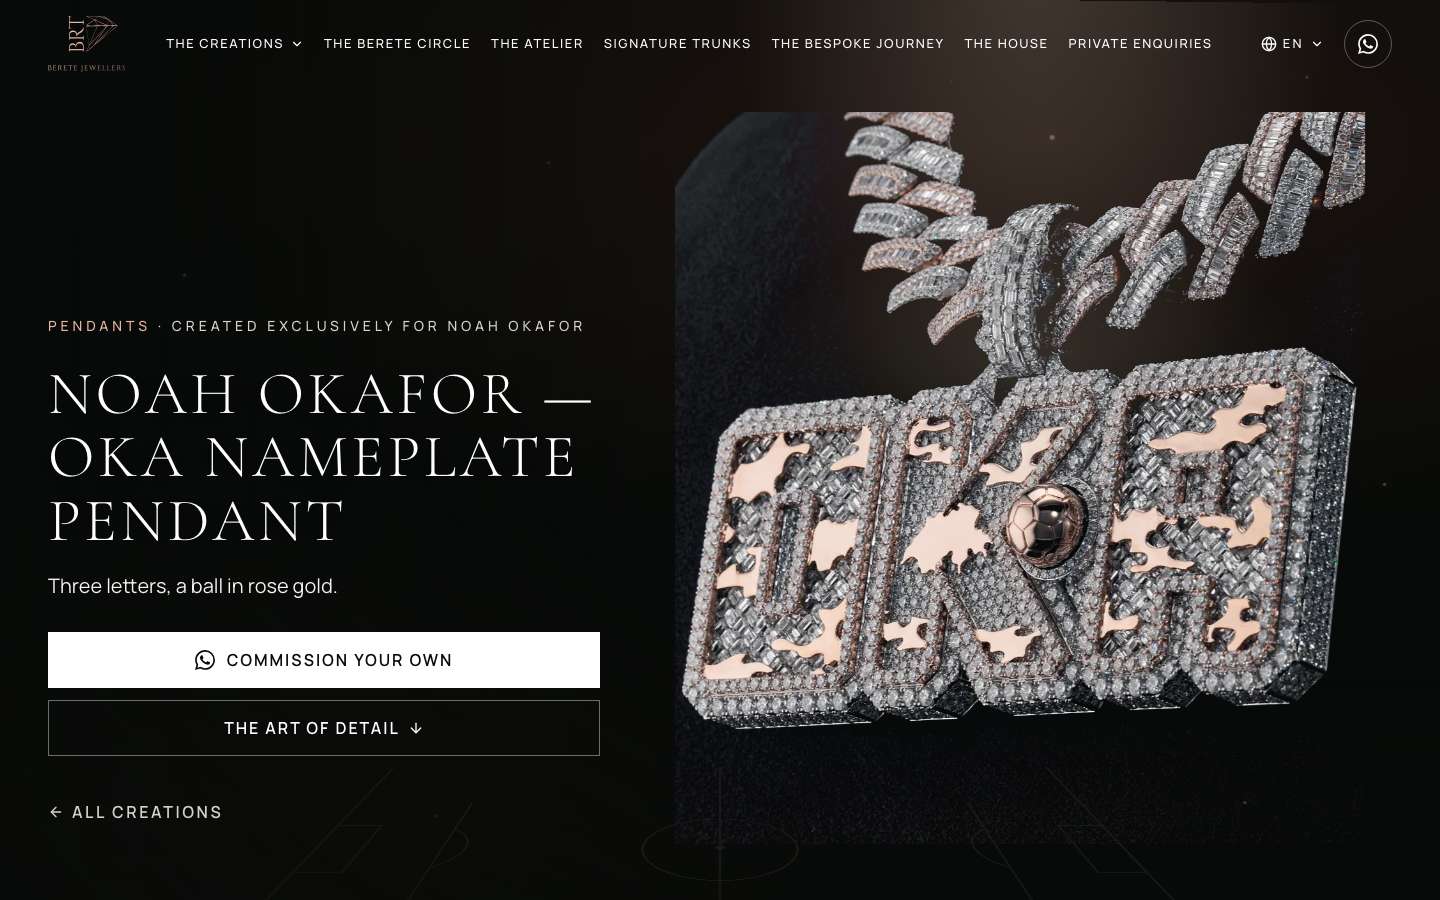 BRT
BERETE JEWELLERS
THE CREATIONS
THE BERETE CIRCLE
THE ATELIER
SIGNATURE TRUNKS
THE BESPOKE JOURNEY
THE HOUSE
PRIVATE ENQUIRIES
EN
PENDANTS · CREATED EXCLUSIVELY FOR NOAH OKAFOR
NOAH OKAFOR —
OKA NAMEPLATE
PENDANT
Three letters, a ball in rose gold.
COMMISSION YOUR OWN
THE ART OF DETAIL ↓
← ALL CREATIONS
OKA